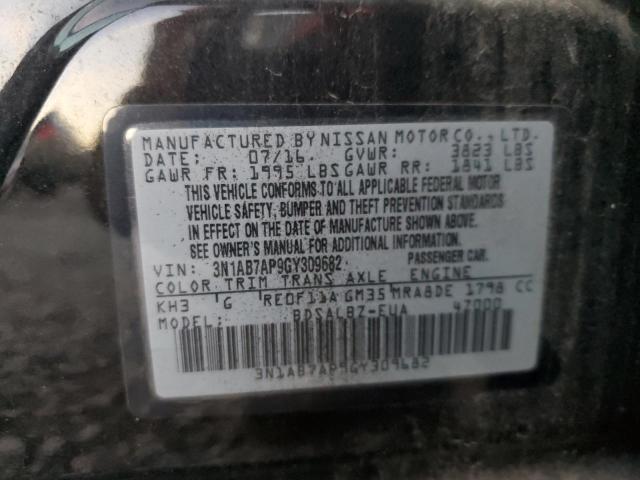 MANUFACTURED BY NISSAN MOTOR CO., LTD.
DATE: 07/16 GVWR: 3823 LBS
GAWR FR: 1995 LBS GAWR RR: 1841 LBS
THIS VEHICLE CONFORMS TO ALL APPLICABLE FEDERAL MOTOR
VEHICLE SAFETY, BUMPER AND THEFT PREVENTION STANDARDS
IN EFFECT ON THE DATE OF MANUFACTURE SHOWN ABOVE.
SEE OWNER'S MANUAL FOR ADDITIONAL INFORMATION
VIN: 3N1AB7AP9GY309682 PASSENGER CAR.
COLOR TRIM TRANS AXLE ENGINE
KH3 G RE0F11A GM35 MRA8DE 1798 CC
MODEL: BDSALBZ-EUA 47000
3N1AB7AP9GY309682